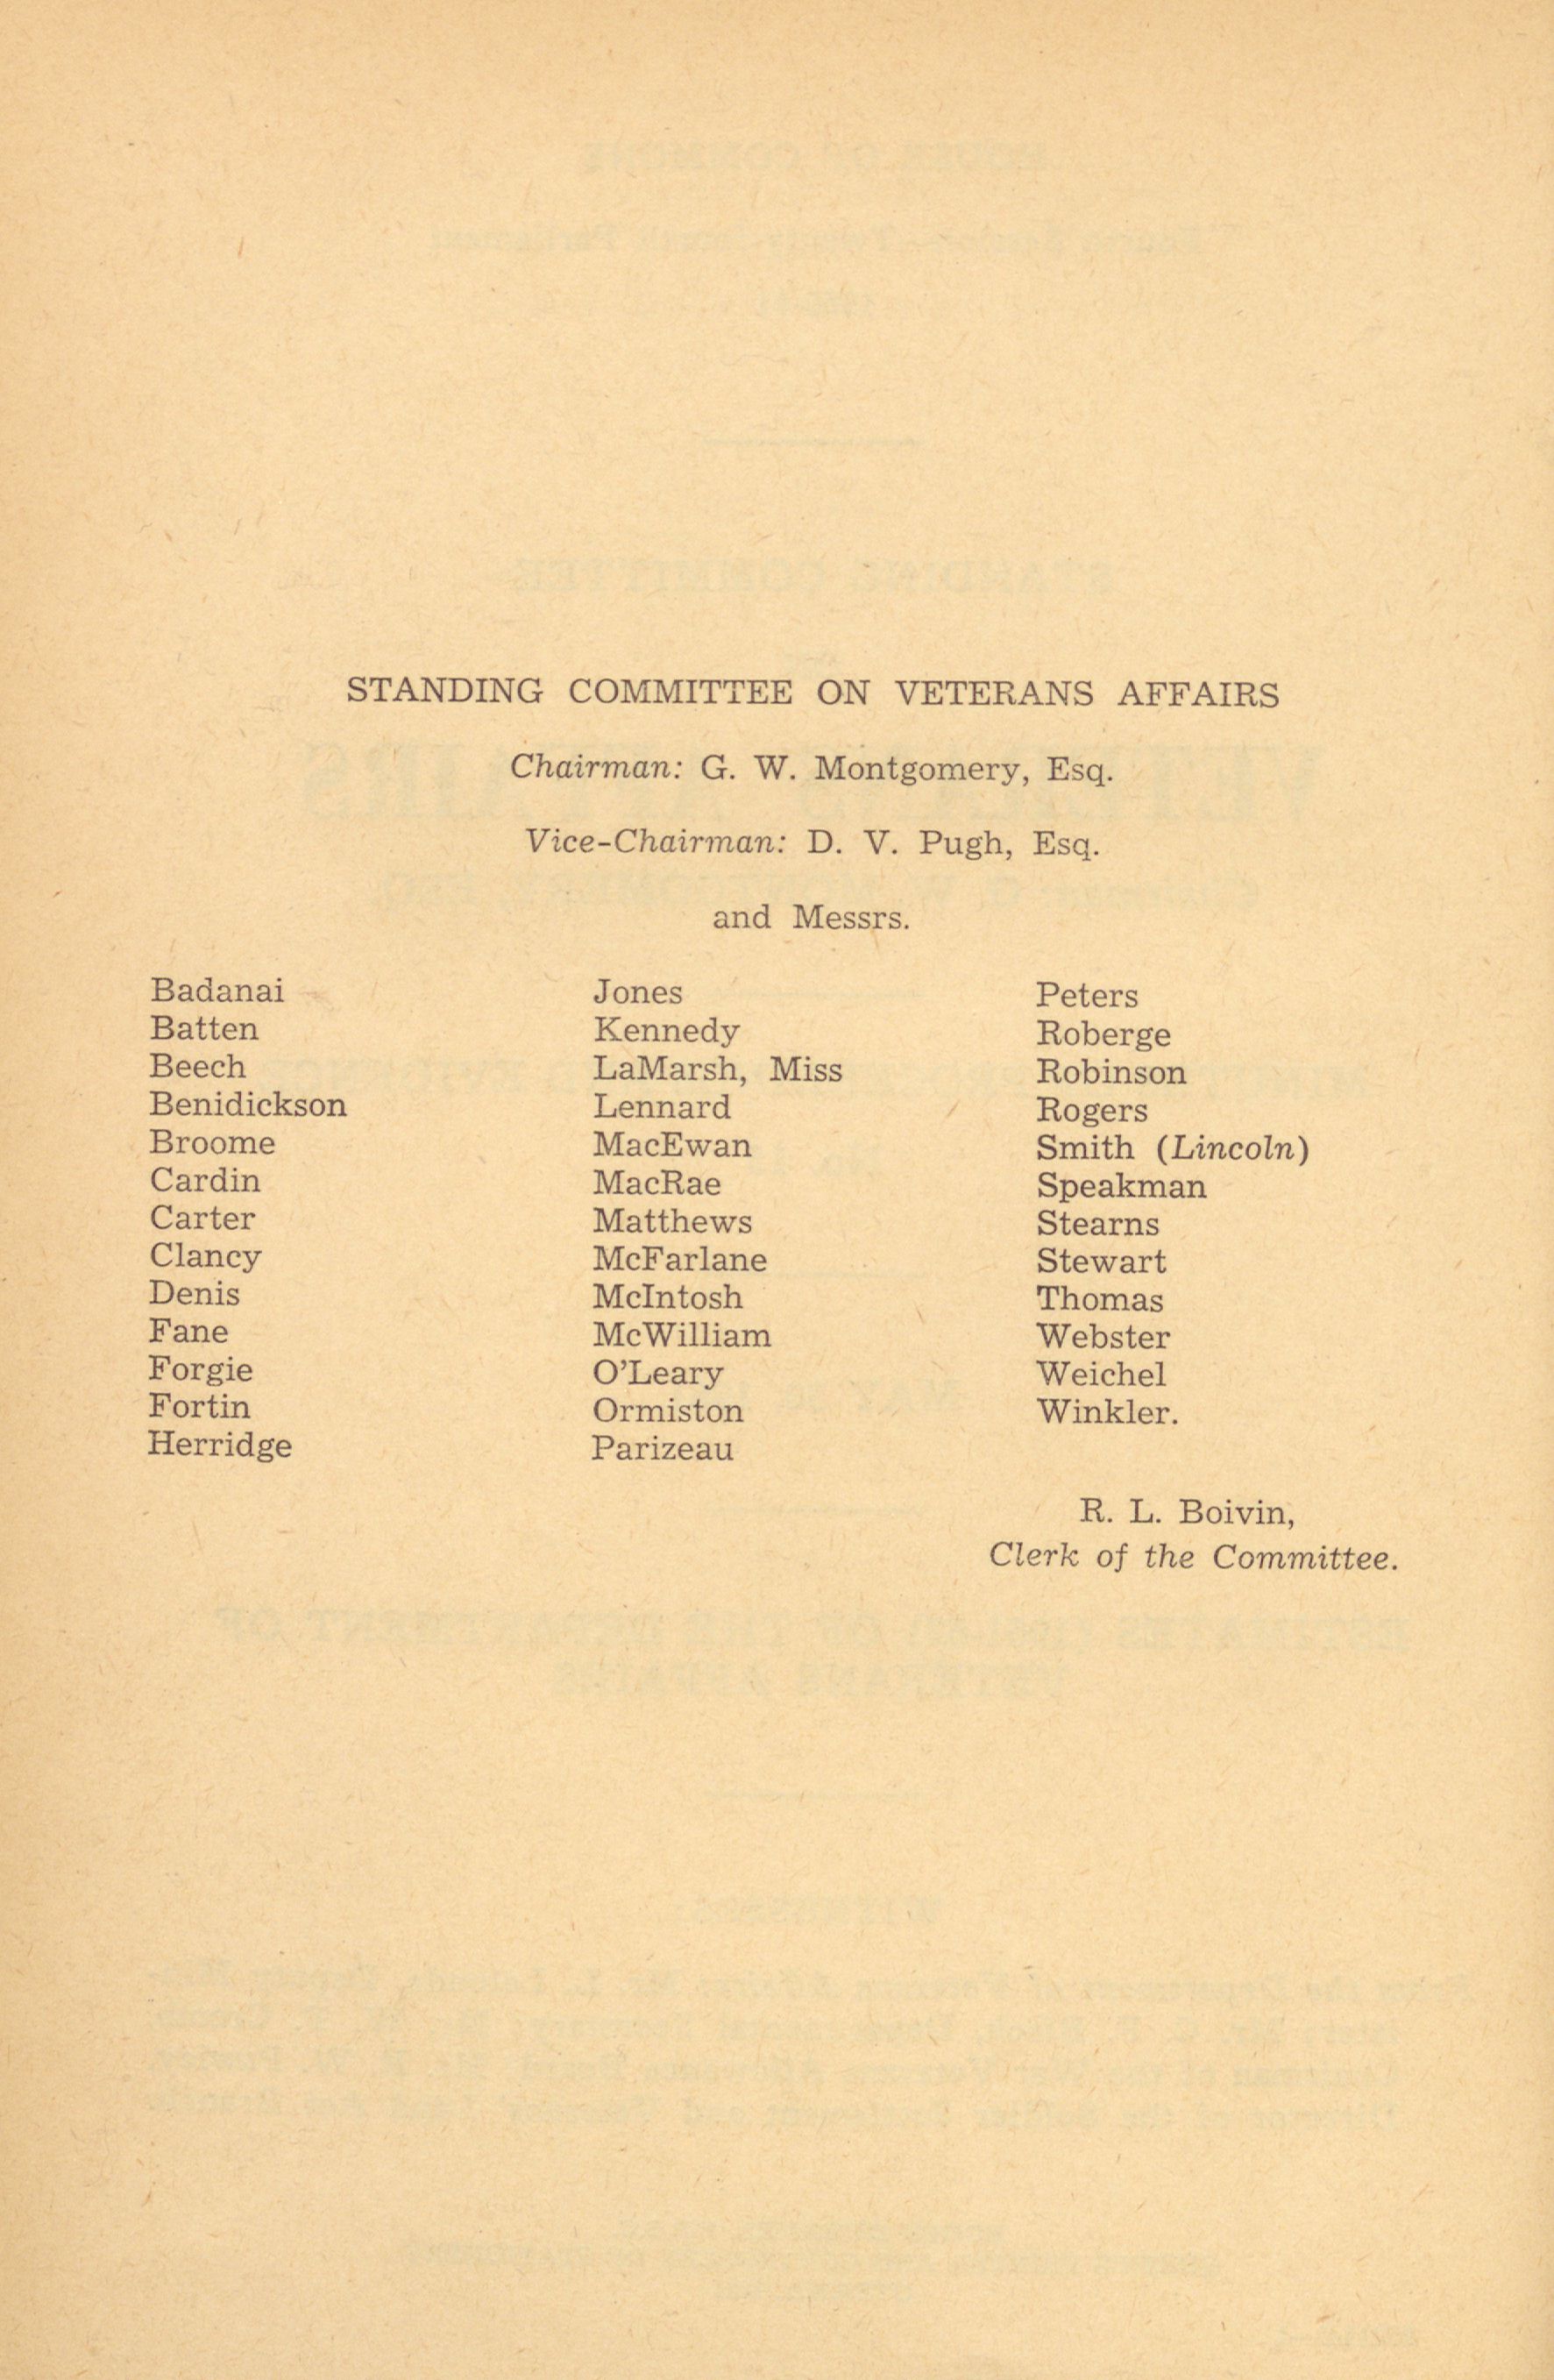 STANDING COMMITTEE ON VETERANS AFFAIRS
Chairman: G. W. Montgomery, Esq.
Vice-Chairman: D. V. Pugh, Esq.
and Messrs.
Badanai
Batten
Beech
Benidickson
Broome
Cardin
Carter
Clancy
Denis
Fane
Forgie
Fortin
Herridge
Jones
Kennedy
LaMarsh, Miss
Lennard
MacEwan
MacRae
Matthews
McFarlane
McIntosh
McWilliam
O'Leary
Ormiston
Parizeau
Peters
Roberge
Robinson
Rogers
Smith (Lincoln)
Speakman
Stearns
Stewart
Thomas
Webster
Weichel
Winkler.
R. L. Boivin,
Clerk of the Committee.